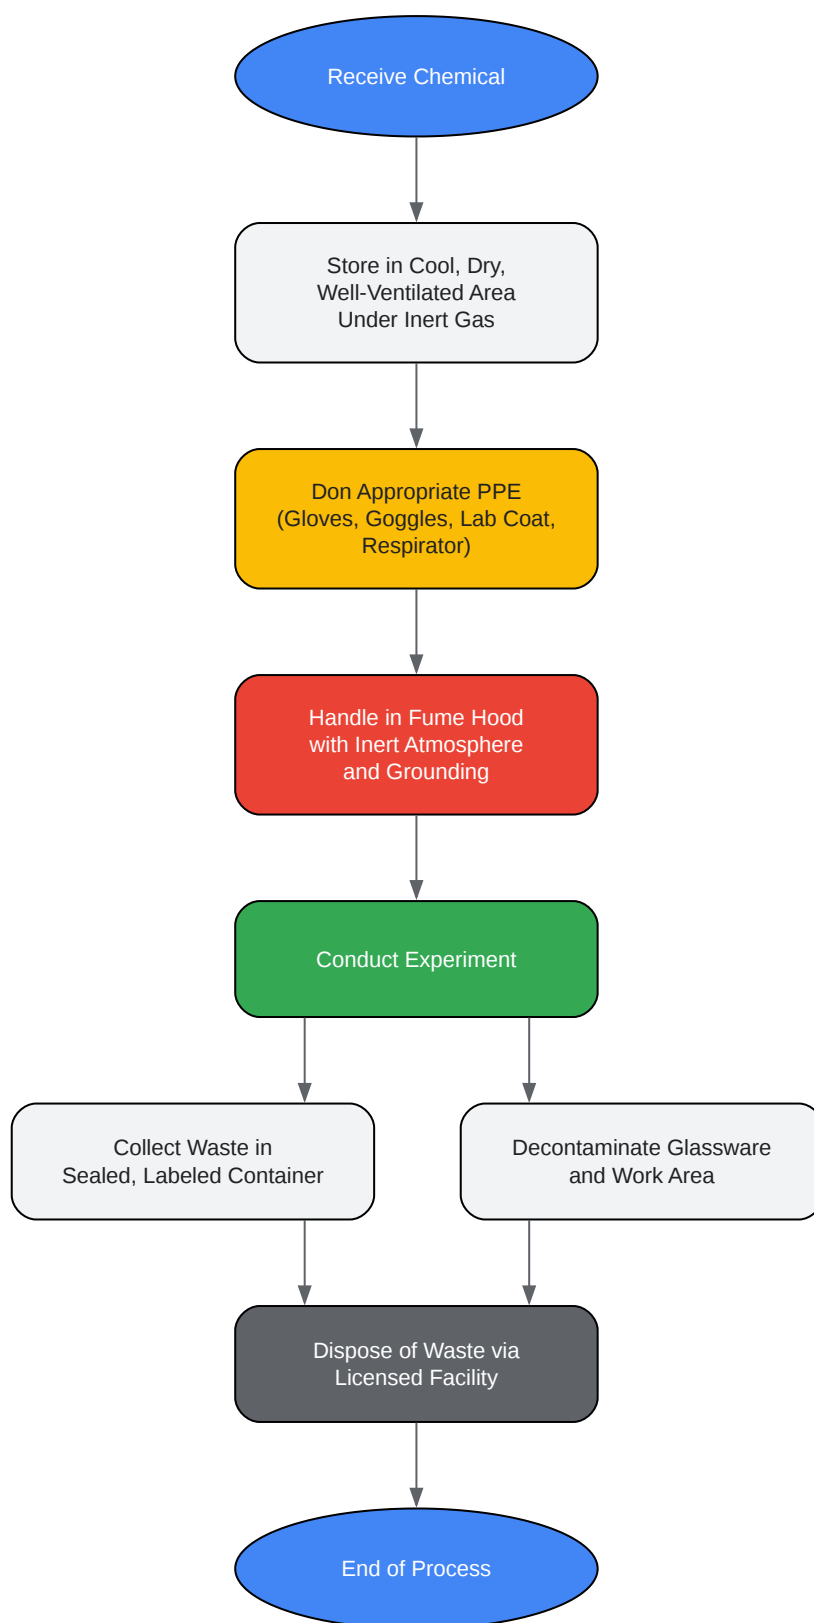 Receive Chemical
Store in Cool, Dry,
Well-Ventilated Area
Under Inert Gas
Don Appropriate PPE
(Gloves, Goggles, Lab Coat,
Respirator)
Handle in Fume Hood
with Inert Atmosphere
and Grounding
Conduct Experiment
Collect Waste in
Sealed, Labeled Container
Decontaminate Glassware
and Work Area
Dispose of Waste via
Licensed Facility
End of Process